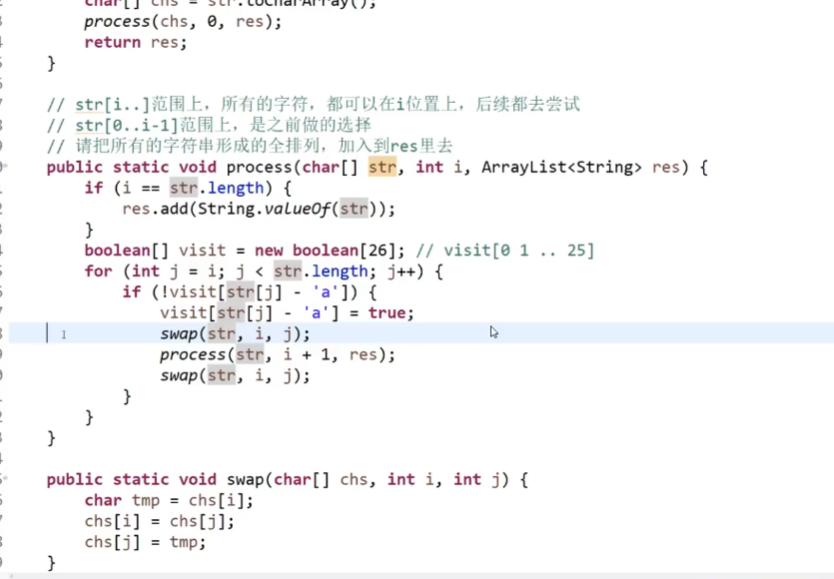 char[] chs = str.toCharArray();
process(chs, 0, res);
return res;
}
// str[i..]范围上，所有的字符，都可以在i位置上，后续都去尝试
// str[0..i-1]范围上，是之前做的选择
// 请把所有的字符串形成的全排列，加入到res里去
public static void process(char[] str, int i, ArrayList<String> res) {
if (i == str.length) {
res.add(String.valueOf(str));
}
boolean[] visit = new boolean[26]; // visit[0 1 .. 25]
for (int j = i; j < str.length; j++) {
if (!visit[str[j] - 'a']) {
visit[str[j] - 'a'] = true;
swap(str, i, j);
process(str, i + 1, res);
swap(str, i, j);
}
}
}
public static void swap(char[] chs, int i, int j) {
char tmp = chs[i];
chs[i] = chs[j];
chs[j] = tmp;
}